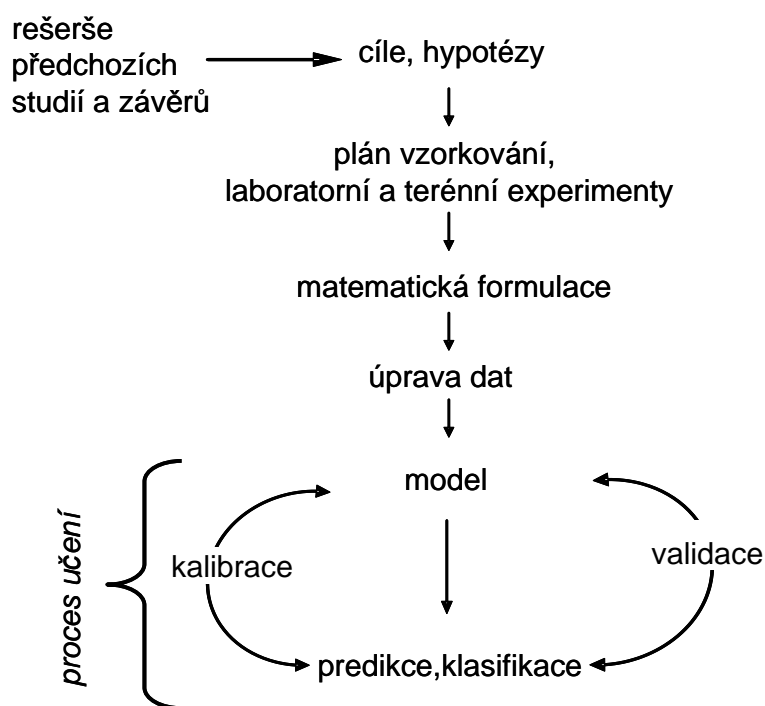 rešerše
předchozích
studií a závěrů
cíle, hypotézy
plán vzorkování,
laboratorní a terénní experimenty
matematická formulace
úprava dat
model
kalibrace
validace
proces učení
predikce,klasifikace